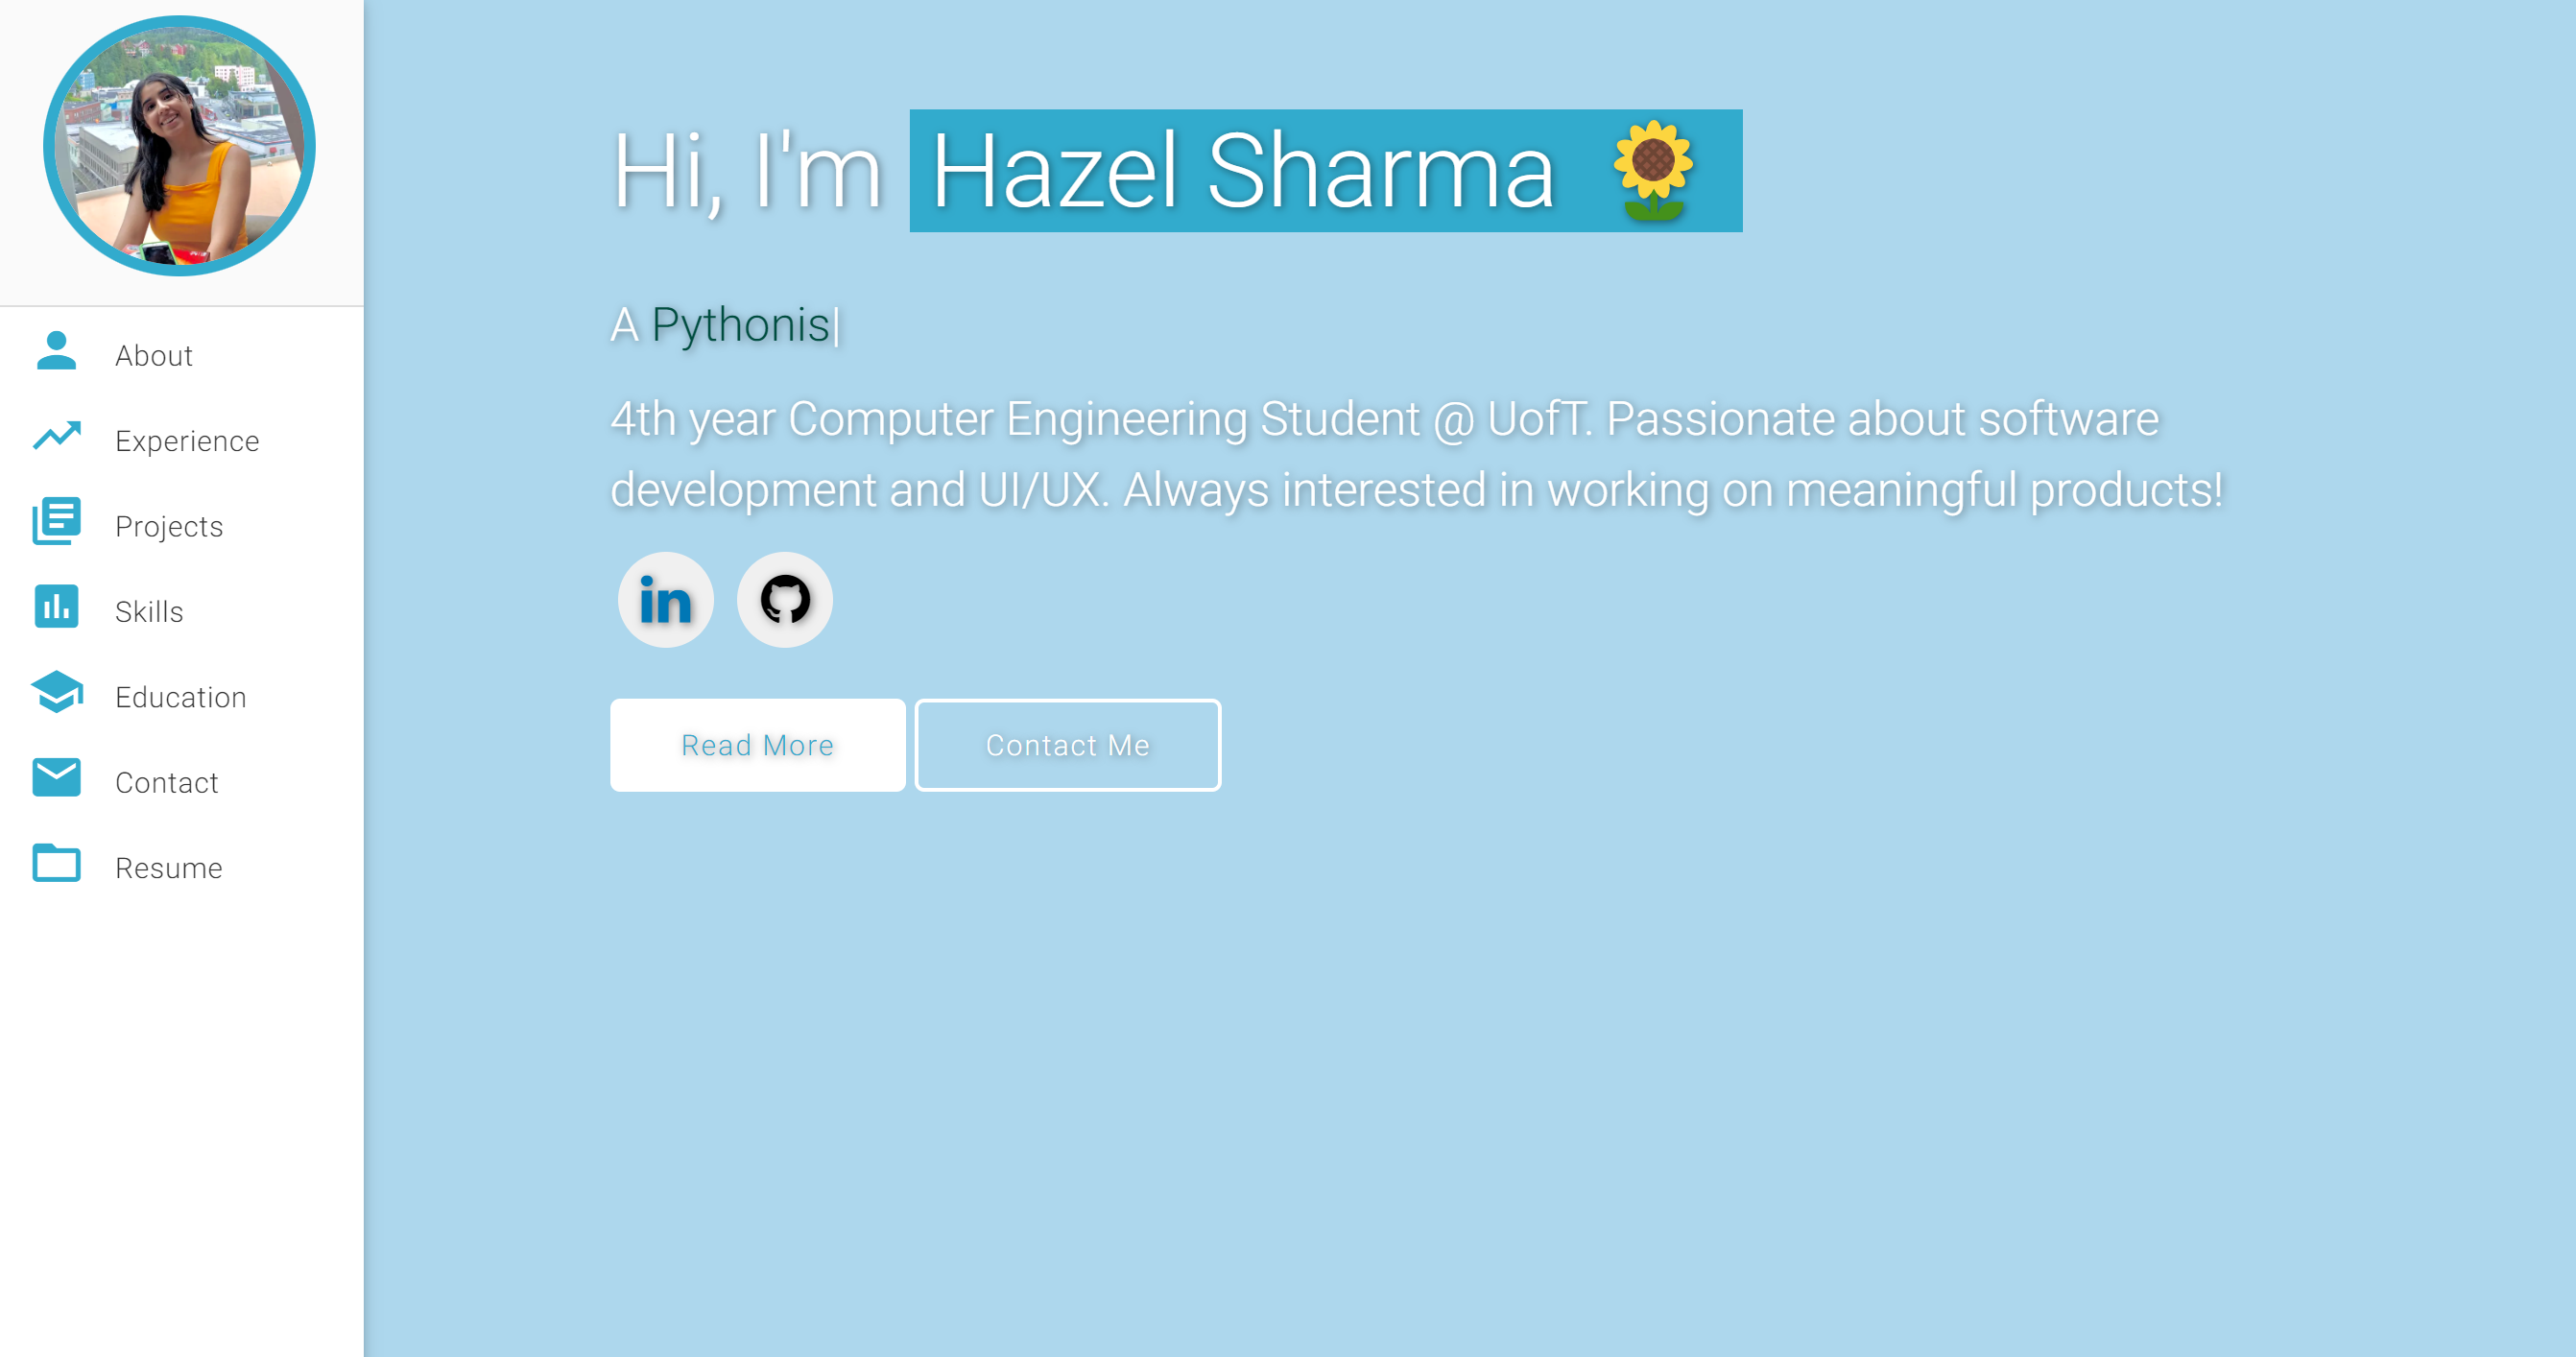 About
Experience
Projects
Skills
Education
Contact
Resume
Hi, I'm Hazel Sharma 🌻
A Pythonis|
4th year Computer Engineering Student @ UofT. Passionate about software
development and UI/UX. Always interested in working on meaningful products!
in
Read More
Contact Me